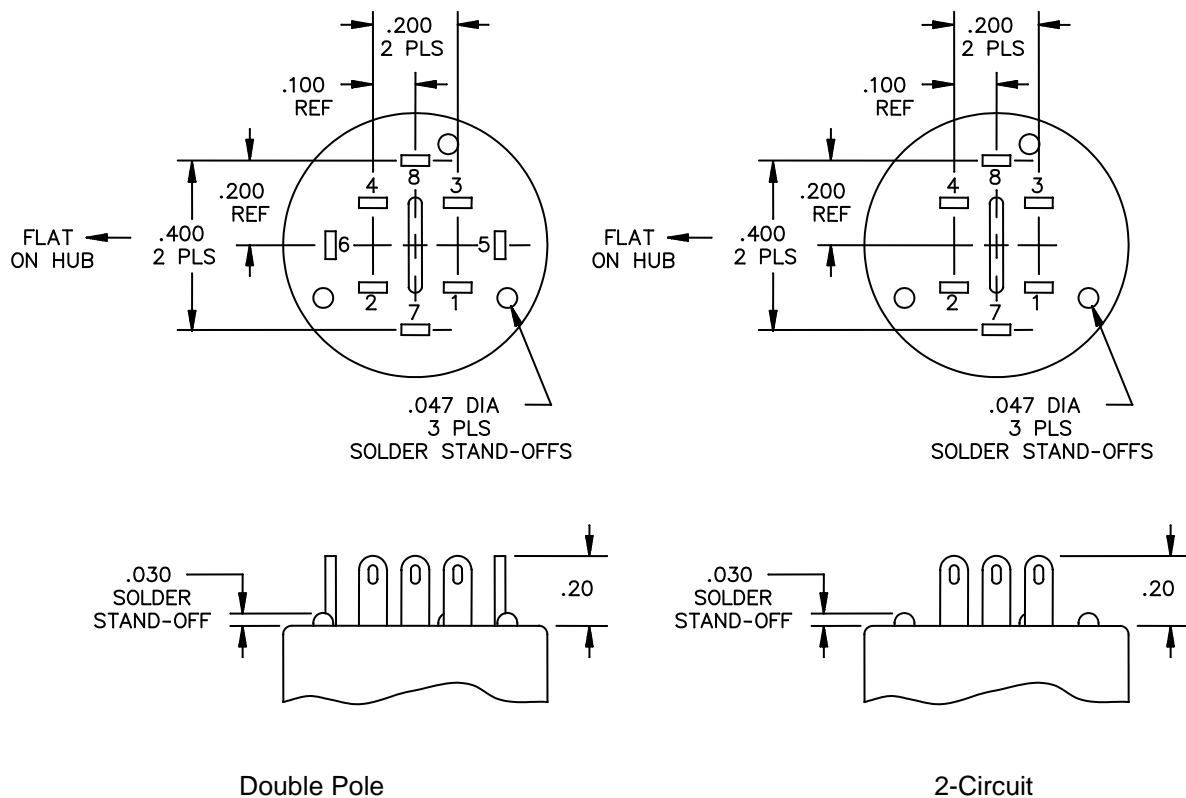 .200
2 PLS
.100
REF
4
8
3
.200
REF
.400
2 PLS
FLAT
ON HUB
6
5
2
7
1
.047 DIA
3 PLS
SOLDER STAND-OFFS
.200
2 PLS
.100
REF
4
8
3
.200
REF
.400
2 PLS
FLAT
ON HUB
2
7
1
.047 DIA
3 PLS
SOLDER STAND-OFFS
.030
SOLDER
STAND-OFF
.20
.030
SOLDER
STAND-OFF
.20
Double Pole
2-Circuit